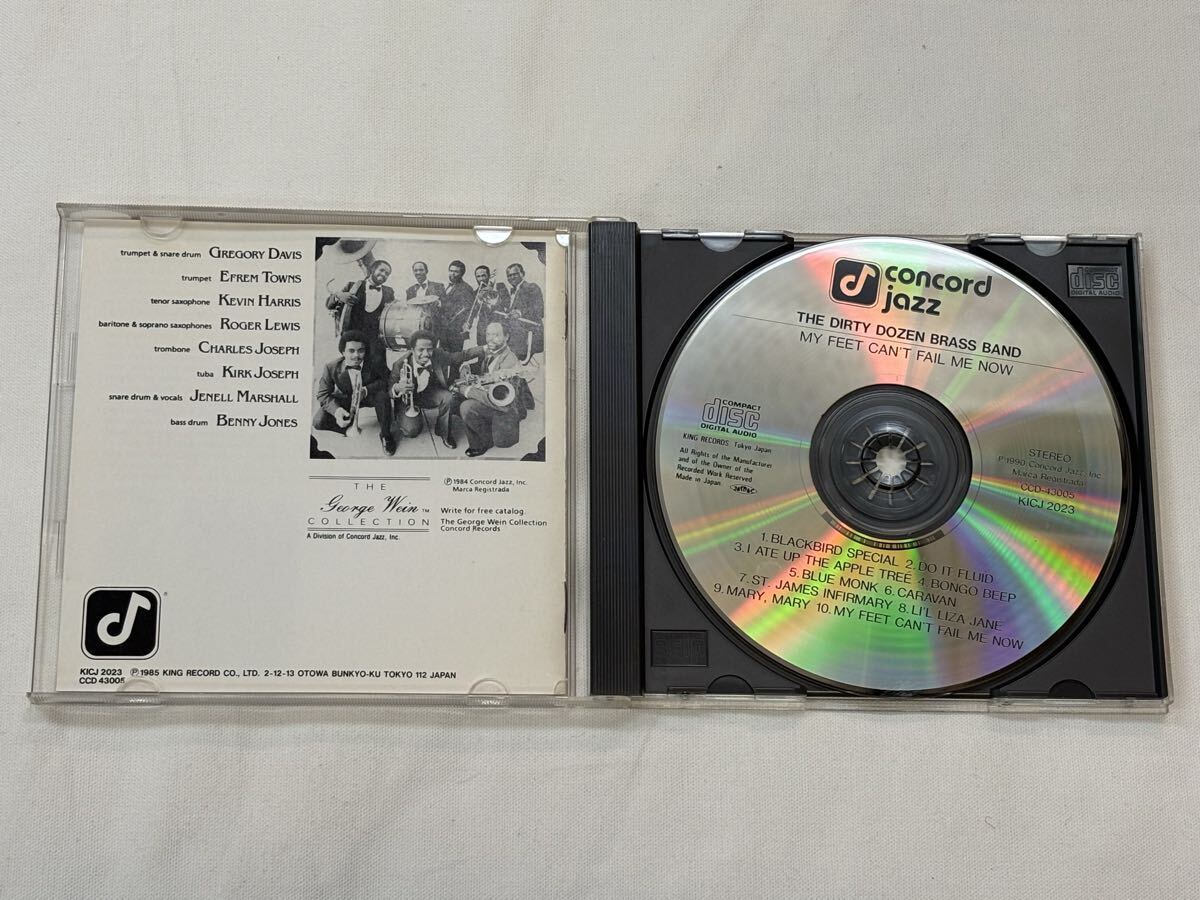 trumpet & snare drum GREGORY DAVIS
trumpet EFREM TOWNS
tenor saxophone KEVIN HARRIS
baritone & soprano saxophones ROGER LEWIS
trombone CHARLES JOSEPH
tuba KIRK JOSEPH
snare drum & vocals JENELL MARSHALL
bass drum BENNY JONES
THE
George Wein TM
COLLECTION
A Division of Concord Jazz, Inc.
Ⓟ1984 Concord Jazz, Inc.
Marca Registrada
Write for free catalog.
The George Wein Collection
Concord Records
KICJ 2023 Ⓟ1985 KING RECORD CO., LTD. 2-12-13 OTOWA BUNKYO-KU TOKYO 112 JAPAN
CCD 43005
concord
jazz
THE DIRTY DOZEN BRASS BAND
MY FEET CAN'T FAIL ME NOW
COMPACT
disc
DIGITAL AUDIO
KING RECORDS Tokyo Japan
All Rights of the Manufacturer
and of the Owner of the
Recorded Work Reserved
Made in Japan
STEREO
P1990 Concord Jazz, Inc.
Marca Registrada
CCD-43005
KICJ 2023
1. BLACKBIRD SPECIAL 2. DO IT FLUID
3. I ATE UP THE APPLE TREE 4. BONGO BEEP
5. BLUE MONK 6. CARAVAN
7. ST. JAMES INFIRMARY 8. LI'L LIZA JANE
9. MARY, MARY 10. MY FEET CAN'T FAIL ME NOW
COMPACT
disc
DIGITAL AUDIO